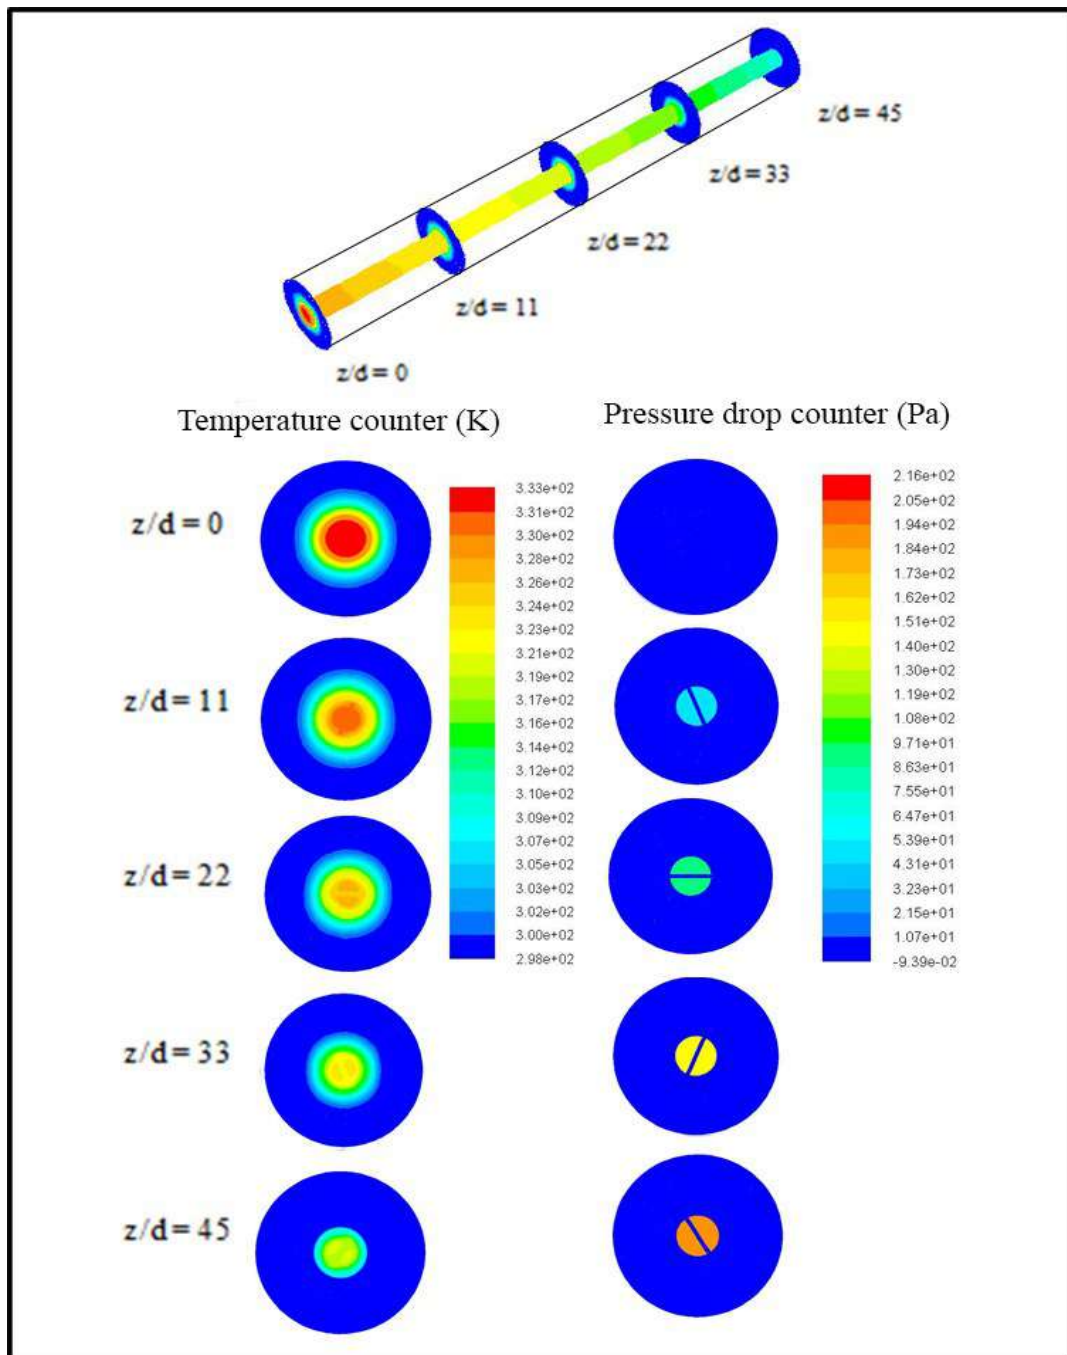 z/d = 45
z/d = 33
z/d = 22
z/d = 11
z/d = 0
Temperature counter (K)
Pressure drop counter (Pa)
z/d = 0
z/d = 11
z/d = 22
z/d = 33
z/d = 45
3.33e+02
3.31e+02
3.30e+02
3.28e+02
3.26e+02
3.24e+02
3.23e+02
3.21e+02
3.19e+02
3.17e+02
3.16e+02
3.14e+02
3.12e+02
3.10e+02
3.09e+02
3.07e+02
3.05e+02
3.03e+02
3.02e+02
3.00e+02
2.98e+02
2.16e+02
2.05e+02
1.94e+02
1.84e+02
1.73e+02
1.62e+02
1.51e+02
1.40e+02
1.30e+02
1.19e+02
1.08e+02
9.71e+01
8.63e+01
7.55e+01
6.47e+01
5.39e+01
4.31e+01
3.23e+01
2.15e+01
1.07e+01
-9.39e-02